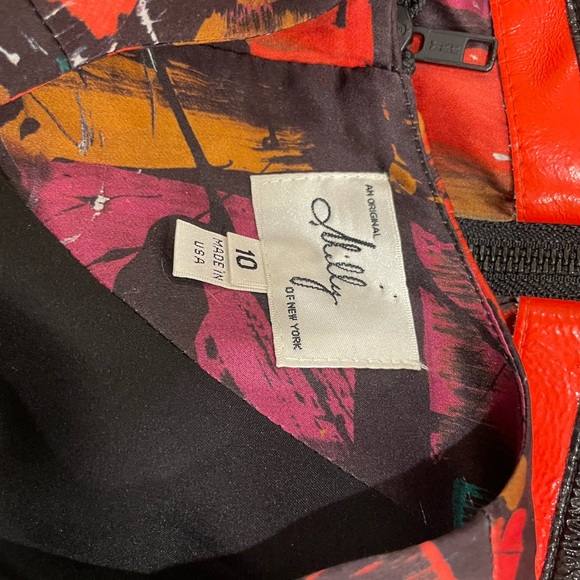 AN ORIGINAL
Milly
OF NEW YORK
10
MADE IN
USA